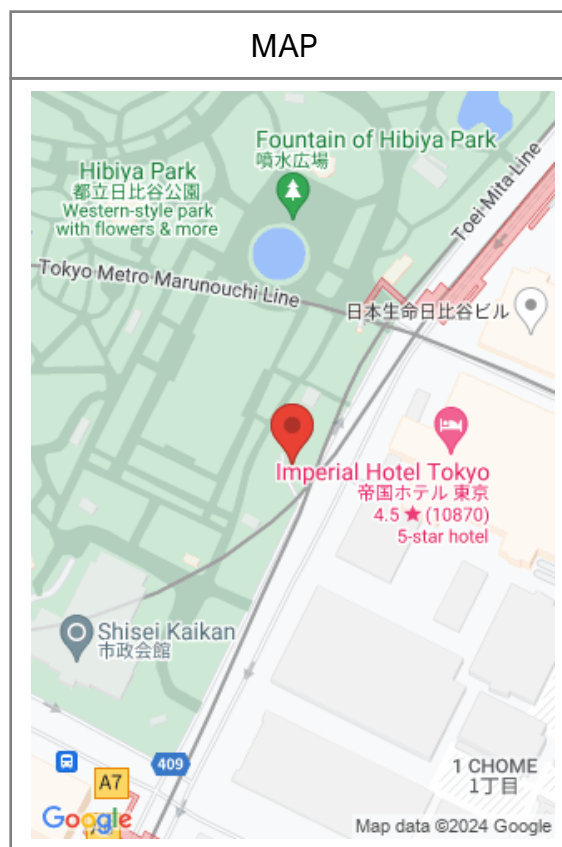 MAP
Fountain of Hibiya Park
噴水広場
Hibiya Park
都立日比谷公園
Western-style park
with flowers & more
Toei Mita Line
Tokyo Metro Marunouchi Line
日本生命日比谷ビル
Imperial Hotel Tokyo
帝国ホテル 東京
4.5 ★ (10870)
5-star hotel
Shisei Kaikan
市政会館
409
1 CHOME
1丁目
A7
Google
Map data ©2024 Google